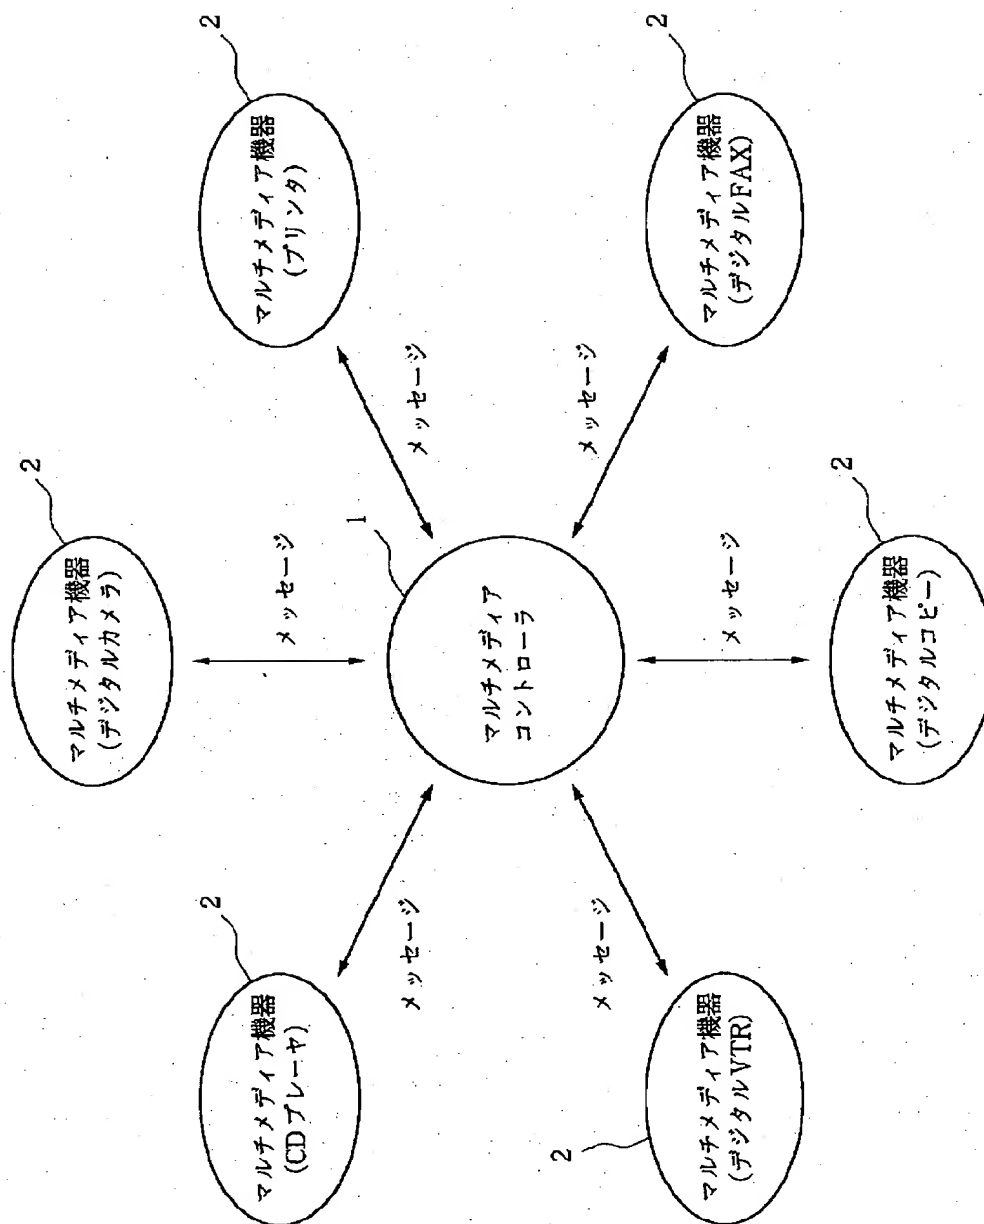 2
マルチメディア機器
(デジタルカメラ)
2
マルチメディア機器
(CDプレーヤ)
2
マルチメディア機器
(プリンタ)
メッセージ
メッセージ
メッセージ
1
マルチメディア
コントローラ
メッセージ
メッセージ
メッセージ
2
マルチメディア機器
(デジタルVTR)
2
マルチメディア機器
(デジタルFAX)
2
マルチメディア機器
(デジタルコピー)